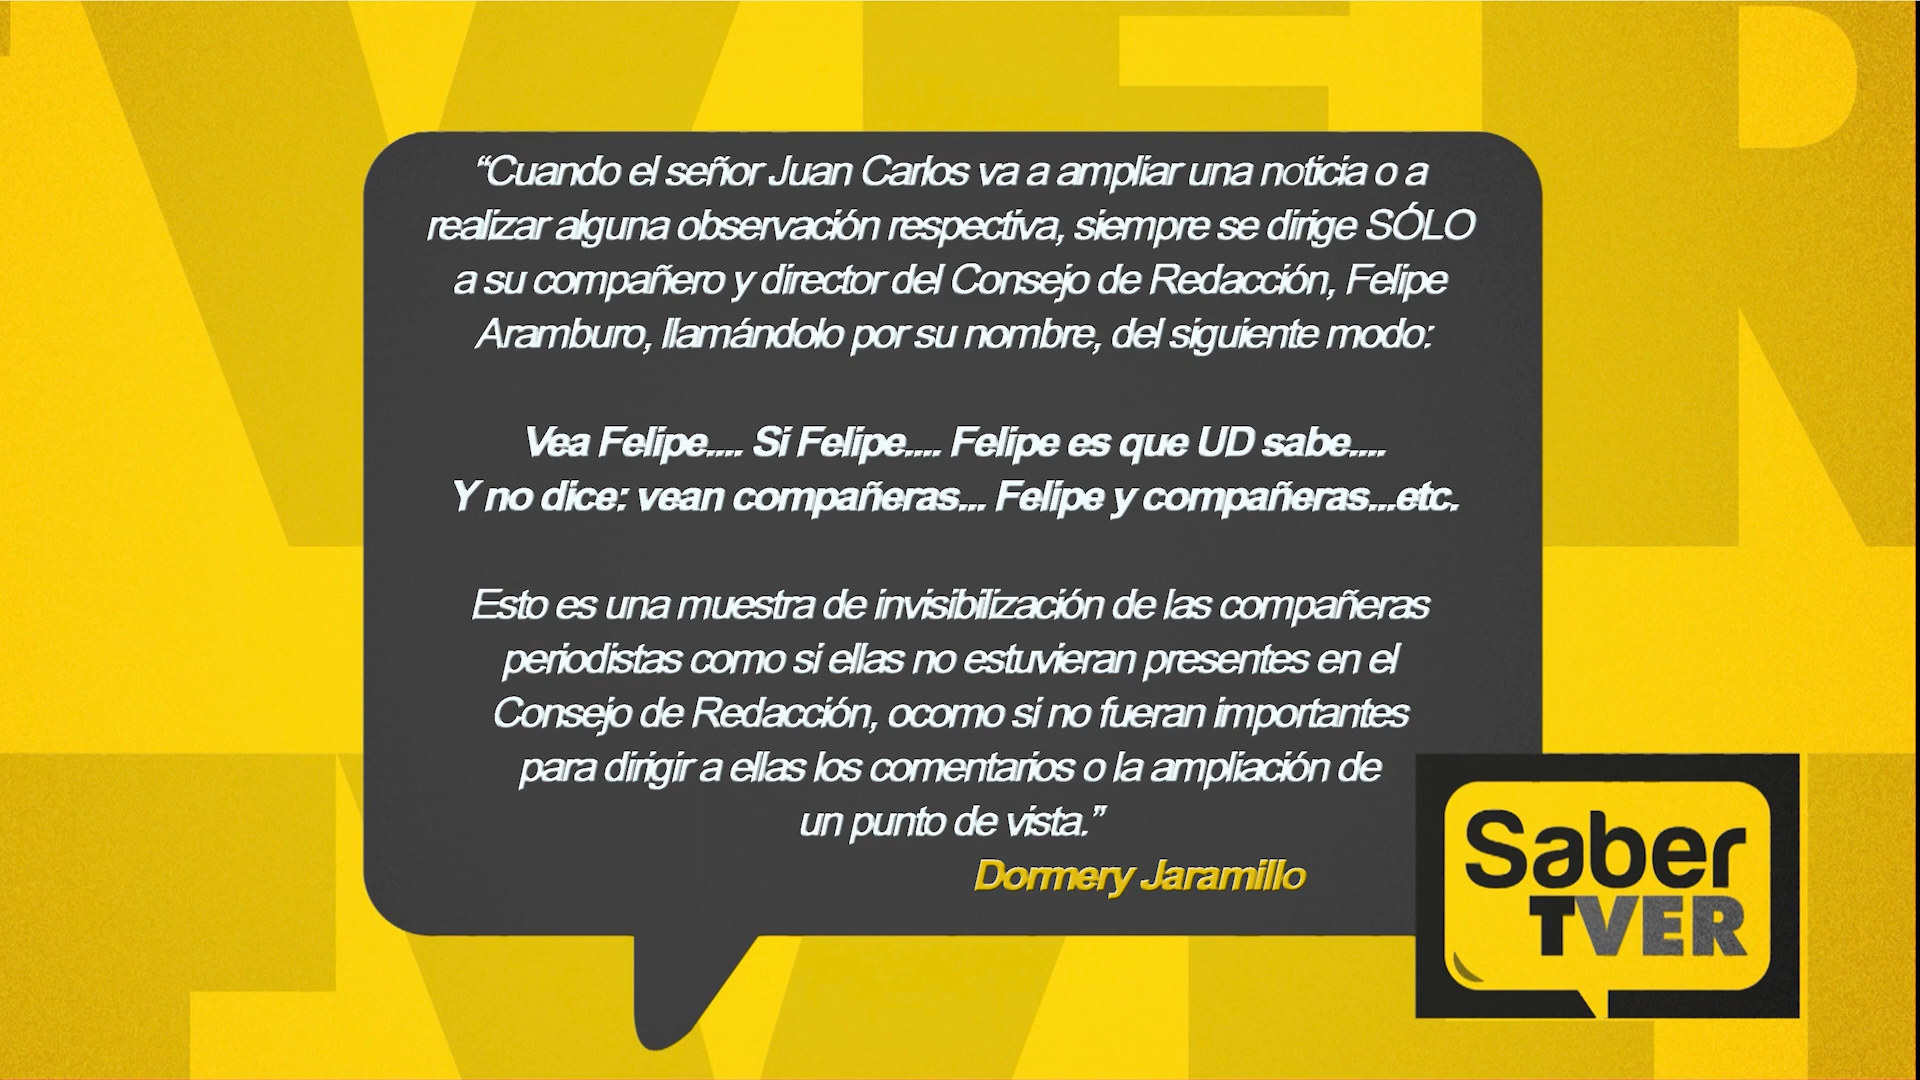 “Cuando el señor Juan Carlos va a ampliar una noticia o a
realizar alguna observación respectiva, siempre se dirige SÓLO
a su compañero y director del Consejo de Redacción, Felipe
Aramburo, llamándolo por su nombre, del siguiente modo:
Vea Felipe.... Si Felipe.... Felipe es que UD sabe....
Y no dice: vean compañeras... Felipe y compañeras...etc.
Esto es una muestra de invisibilización de las compañeras
periodistas como si ellas no estuvieran presentes en el
Consejo de Redacción, ocomo si no fueran importantes
para dirigir a ellas los comentarios o la ampliación de
un punto de vista.”
Dormery Jaramillo
Saber
TVER